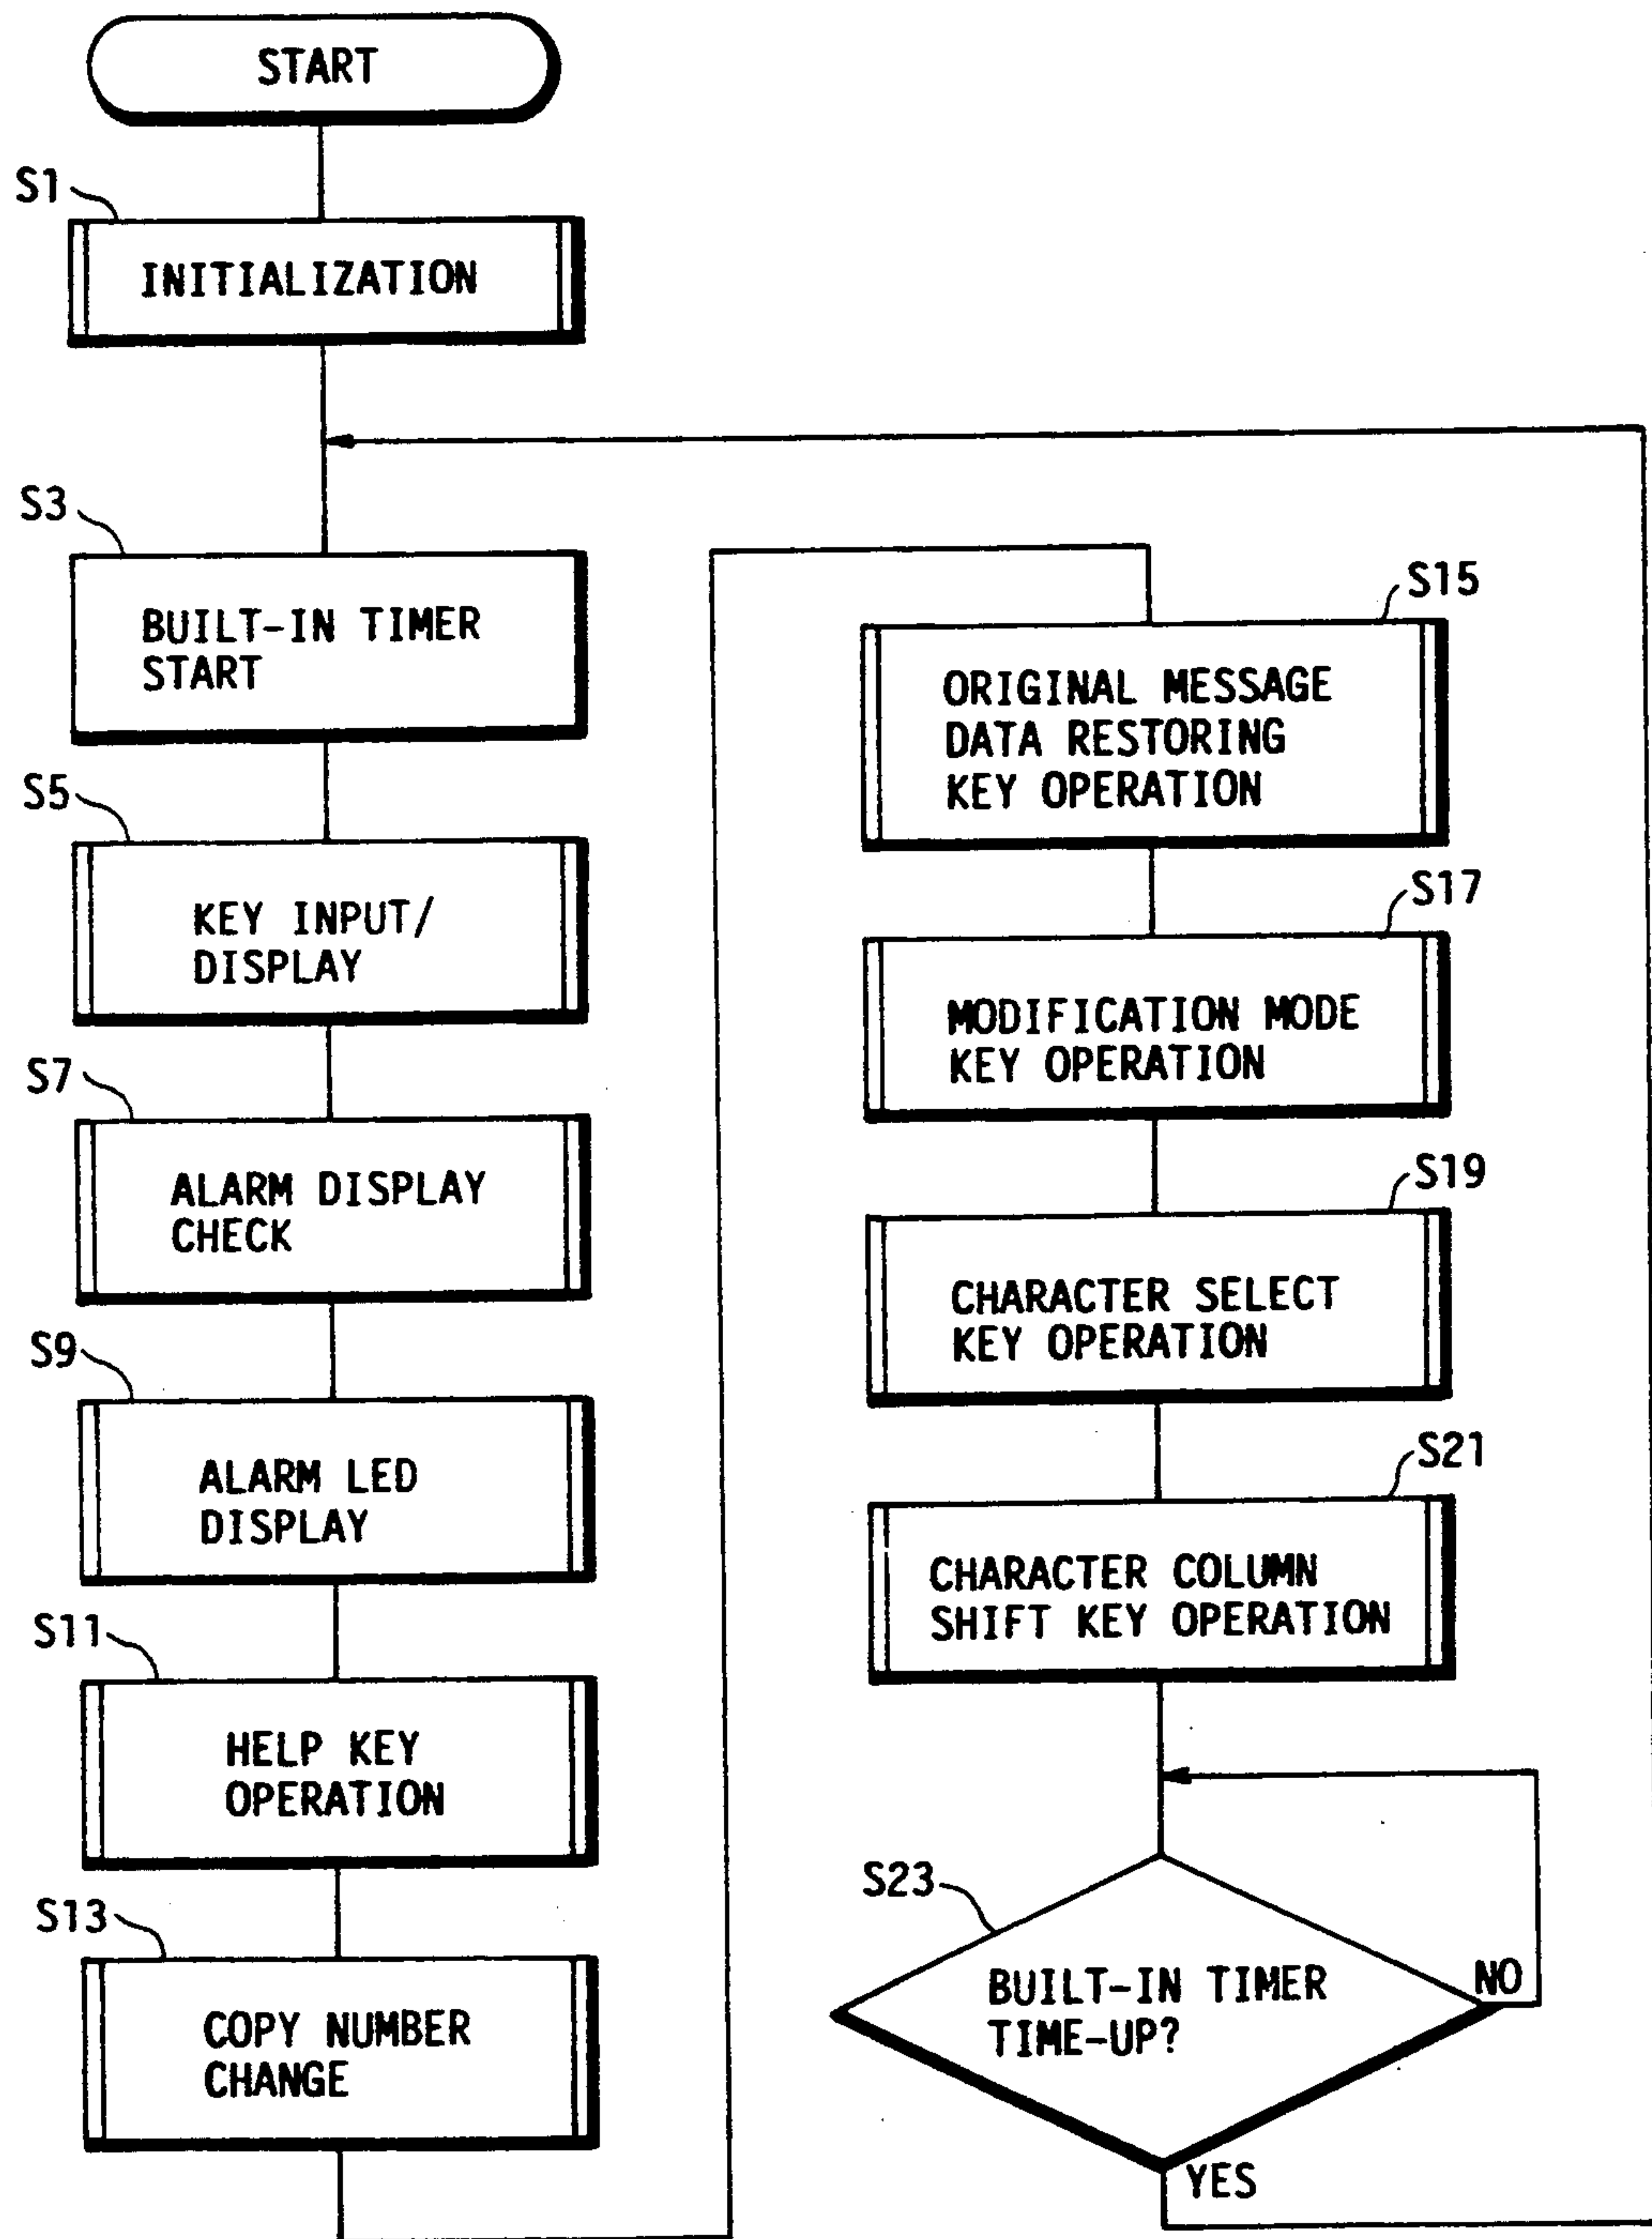 START
S1
INITIALIZATION
S3
BUILT-IN TIMER
START
S5
KEY INPUT/
DISPLAY
S7
ALARM DISPLAY
CHECK
S9
ALARM LED
DISPLAY
S11
HELP KEY
OPERATION
S13
COPY NUMBER
CHANGE
S15
ORIGINAL MESSAGE
DATA RESTORING
KEY OPERATION
S17
MODIFICATION MODE
KEY OPERATION
S19
CHARACTER SELECT
KEY OPERATION
S21
CHARACTER COLUMN
SHIFT KEY OPERATION
S23
BUILT-IN TIMER
TIME-UP?
NO
YES